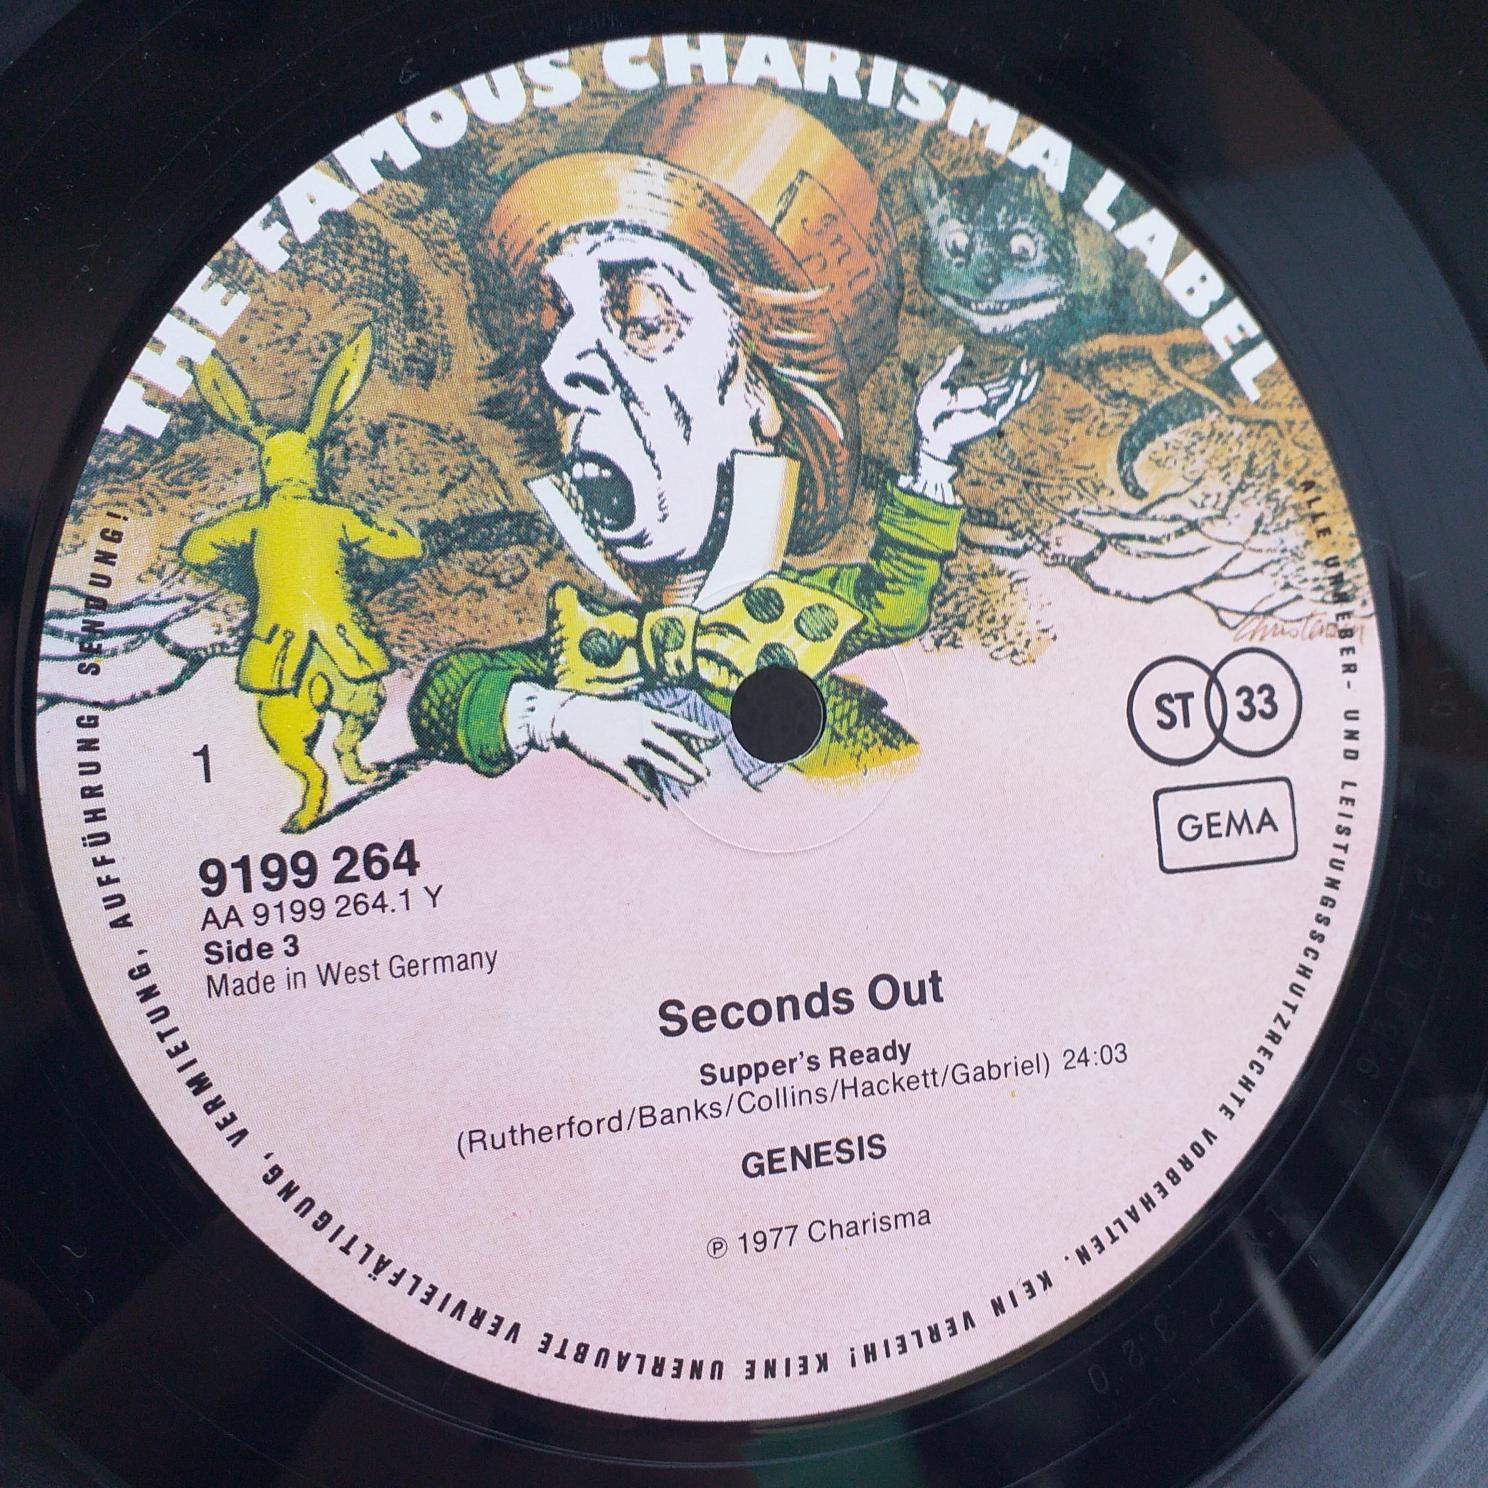 THE FAMOUS CHARISMA LABEL
ST 33
GEMA
1
9199 264
AA 9199 264.1 Y
Side 3
Made in West Germany
Seconds Out
Supper's Ready
(Rutherford/Banks/Collins/Hackett/Gabriel) 24:03
GENESIS
℗ 1977 Charisma
ALLE URHEBER- UND LEISTUNGSSCHUTZRECHTE VORBEHALTEN. KEIN VERLEIH! KEINE UNERLAUBTE VERVIELFÄLTIGUNG, VERMIETUNG, AUFFÜHRUNG, SENDUNG!